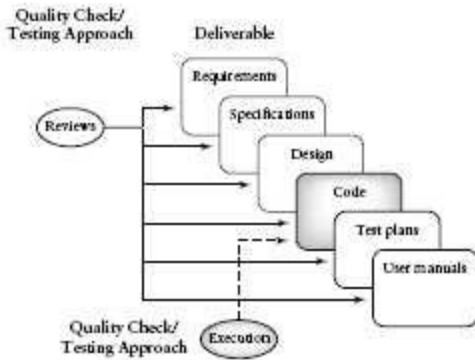 Quality Check/
Testing Approach
Deliverable
Requirements
Specifications
Reviews
Design
Code
Test plans
User manuals
Quality Check/
Testing Approach
Execution